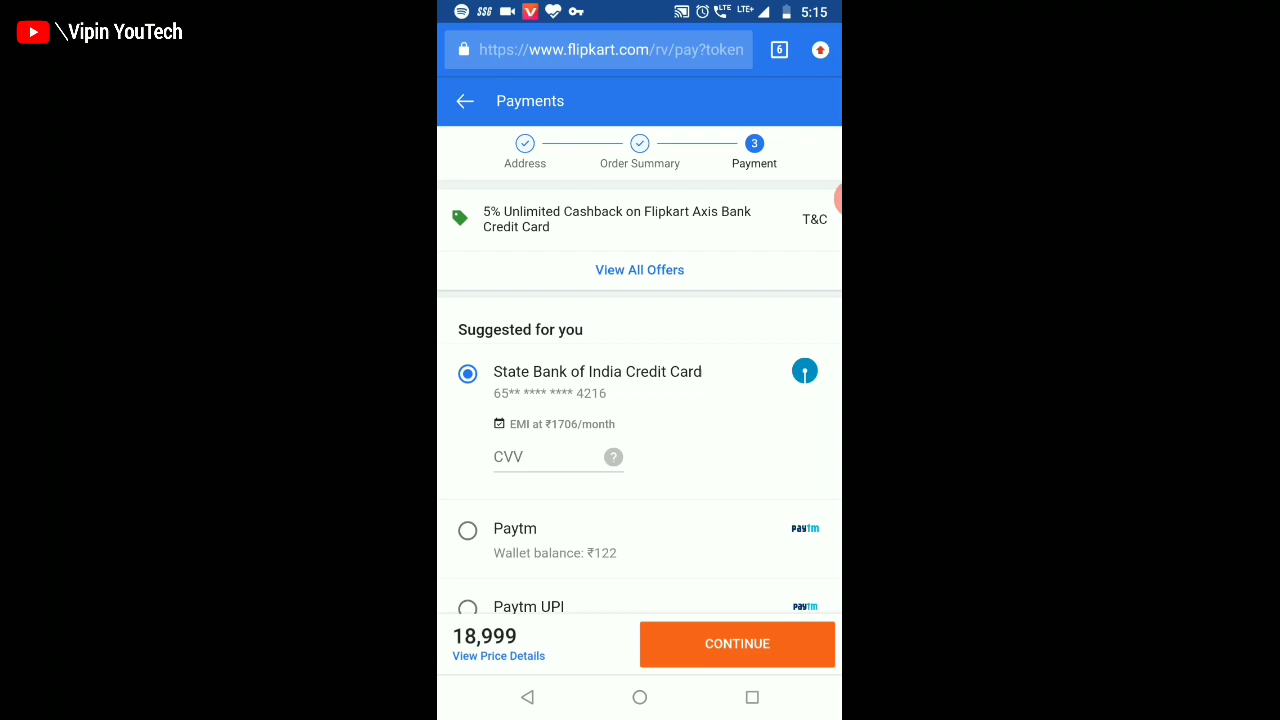 \Vipin YouTech
SSG
LTE LTE+ 5:15
https://www.flipkart.com/rv/pay?token
6
Payments
3
Address Order Summary Payment
5% Unlimited Cashback on Flipkart Axis Bank
Credit Card
T&C
View All Offers
Suggested for you
State Bank of India Credit Card
65** **** **** 4216
EMI at ₹1706/month
CVV ?
Paytm
paytm
Wallet balance: ₹122
Paytm UPI
paytm
18,999
View Price Details
CONTINUE